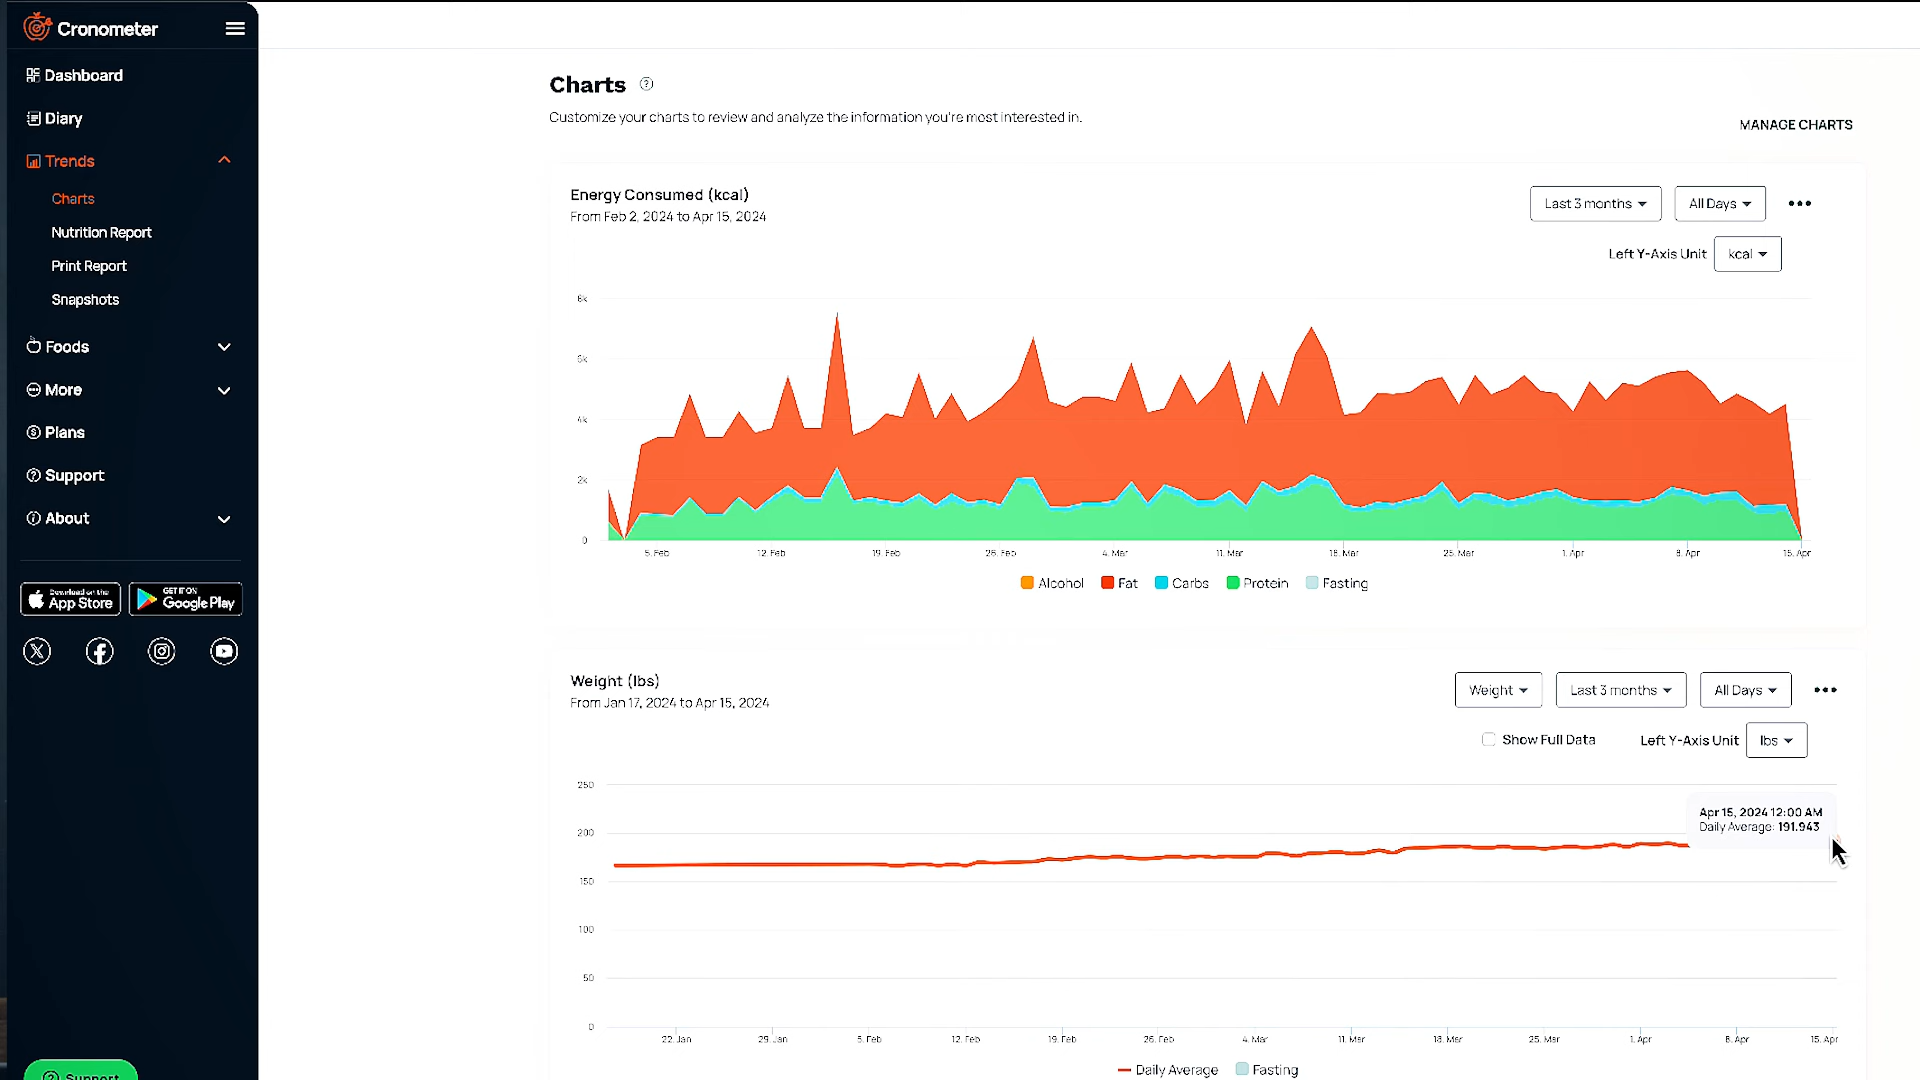 Cronometer
Dashboard
Diary
Trends
Charts
Nutrition Report
Print Report
Snapshots
Foods
More
Plans
Support
About
Download on the
App Store
GET IT ON
Google Play
Support
Charts ?
Customize your charts to review and analyze the information you're most interested in.
MANAGE CHARTS
Energy Consumed (kcal)
From Feb 2, 2024 to Apr 15, 2024
Last 3 months All Days
Left Y-Axis Unit kcal
6k
4k
2k
0
5. Feb 12. Feb 19. Feb 26. Feb 4. Mar 11. Mar 18. Mar 25. Mar 1. Apr 8. Apr 15. Apr
Alcohol Fat Carbs Protein Fasting
Weight (lbs)
From Jan 17, 2024 to Apr 15, 2024
Weight Last 3 months All Days
Show Full Data Left Y-Axis Unit lbs
250
200
150
100
50
0
Apr 15, 2024 12:00 AM
Daily Average: 191.943
22. Jan 29. Jan 5. Feb 12. Feb 19. Feb 26. Feb 4. Mar 11. Mar 18. Mar 25. Mar 1. Apr 8. Apr 15. Apr
Daily Average Fasting